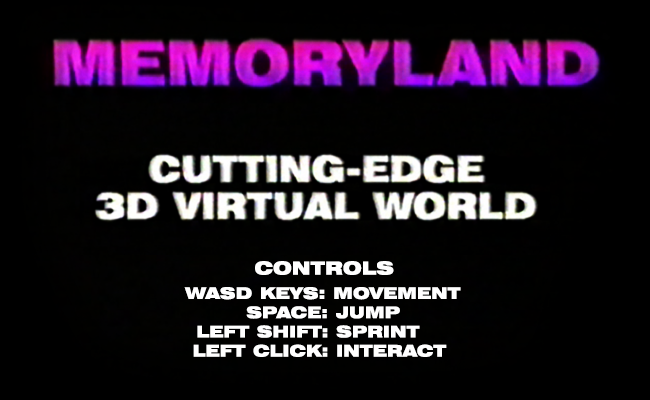 MEMORYLAND
CUTTING-EDGE
3D VIRTUAL WORLD
CONTROLS
WASD KEYS: MOVEMENT
SPACE: JUMP
LEFT SHIFT: SPRINT
LEFT CLICK: INTERACT